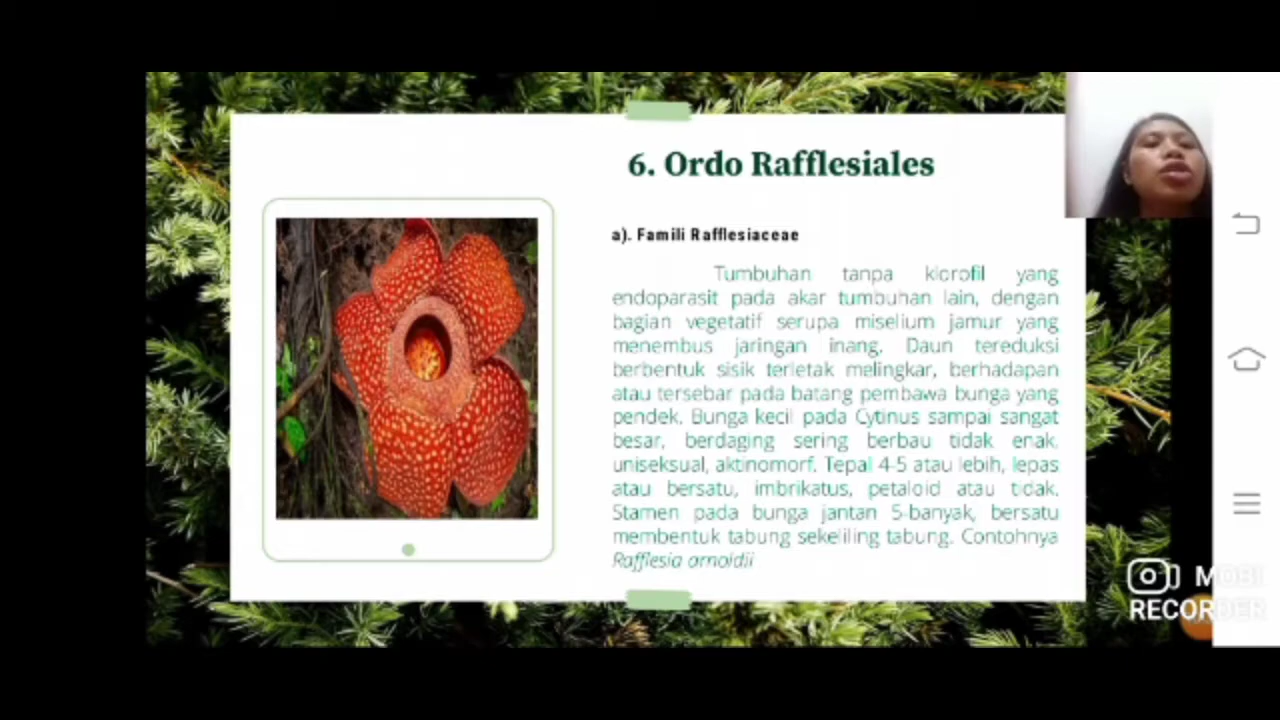 6. Ordo Rafflesiales
a). Famili Rafflesiaceae
Tumbuhan tanpa klorofil yang
endoparasit pada akar tumbuhan lain, dengan
bagian vegetatif serupa miselium jamur yang
menembus jaringan inang. Daun tereduksi
berbentuk sisik terletak melingkar, berhadapan
atau tersebar pada batang pembawa bunga yang
pendek. Bunga kecil pada Cytinus sampai sangat
besar, berdaging sering berbau tidak enak,
uniseksual, aktinomorf. Tepal 4-5 atau lebih, lepas
atau bersatu, imbrikatus, petaloid atau tidak.
Stamen pada bunga jantan 5-banyak, bersatu
membentuk tabung sekeliling tabung. Contohnya
Rafflesia arnoldii
MOBI
RECORDER